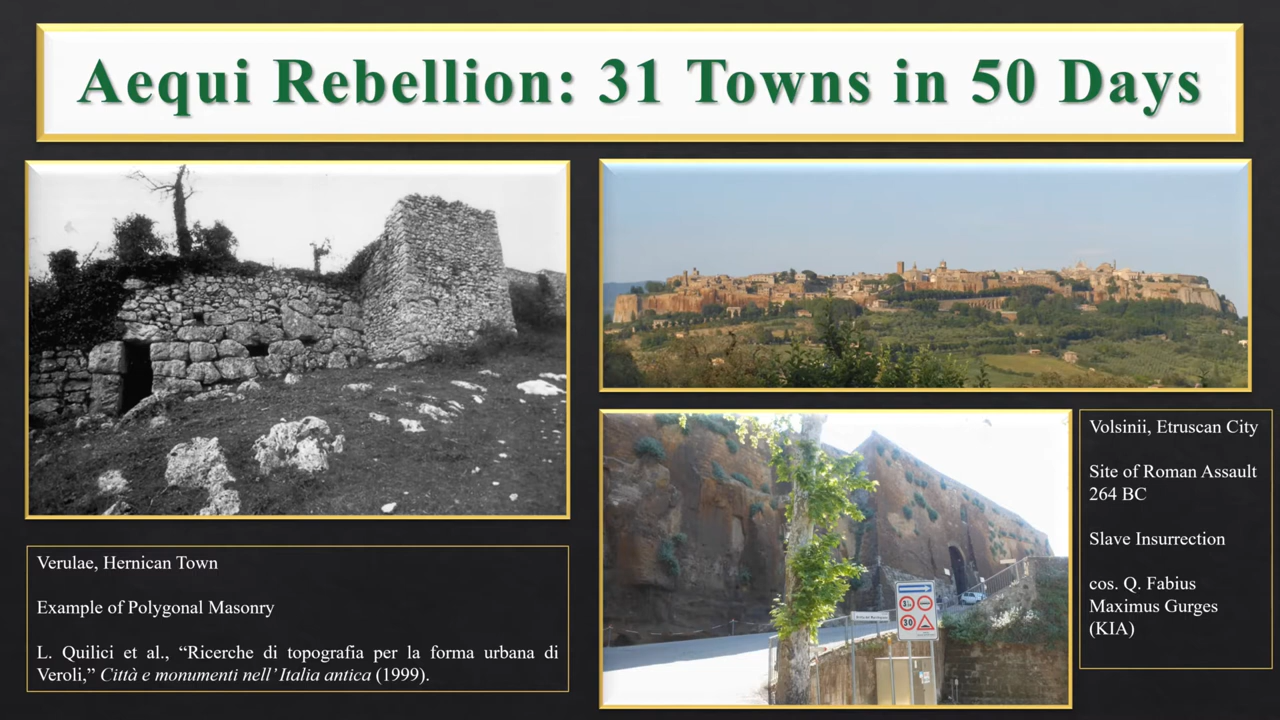 Aequi Rebellion: 31 Towns in 50 Days
Verulae, Hernican Town
Example of Polygonal Masonry
L. Quilici et al., “Ricerche di topografia per la forma urbana di
Veroli,” Città e monumenti nell’Italia antica (1999).
Volsinii, Etruscan City
Site of Roman Assault
264 BC
Slave Insurrection
cos. Q. Fabius
Maximus Gurges
(KIA)
30